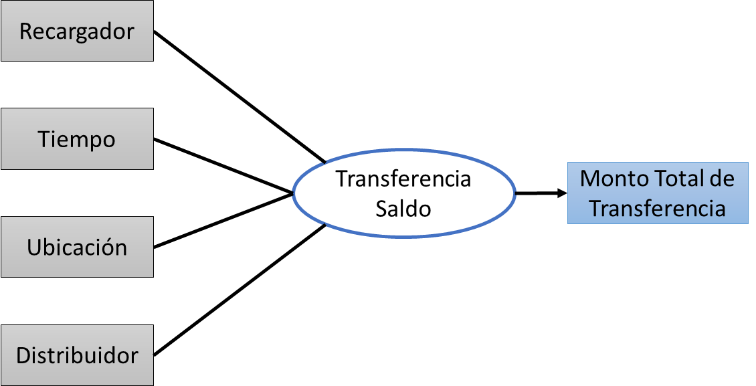 Recargador
Tiempo
Ubicación
Distribuidor
Transferencia
Saldo
Monto Total de
Transferencia